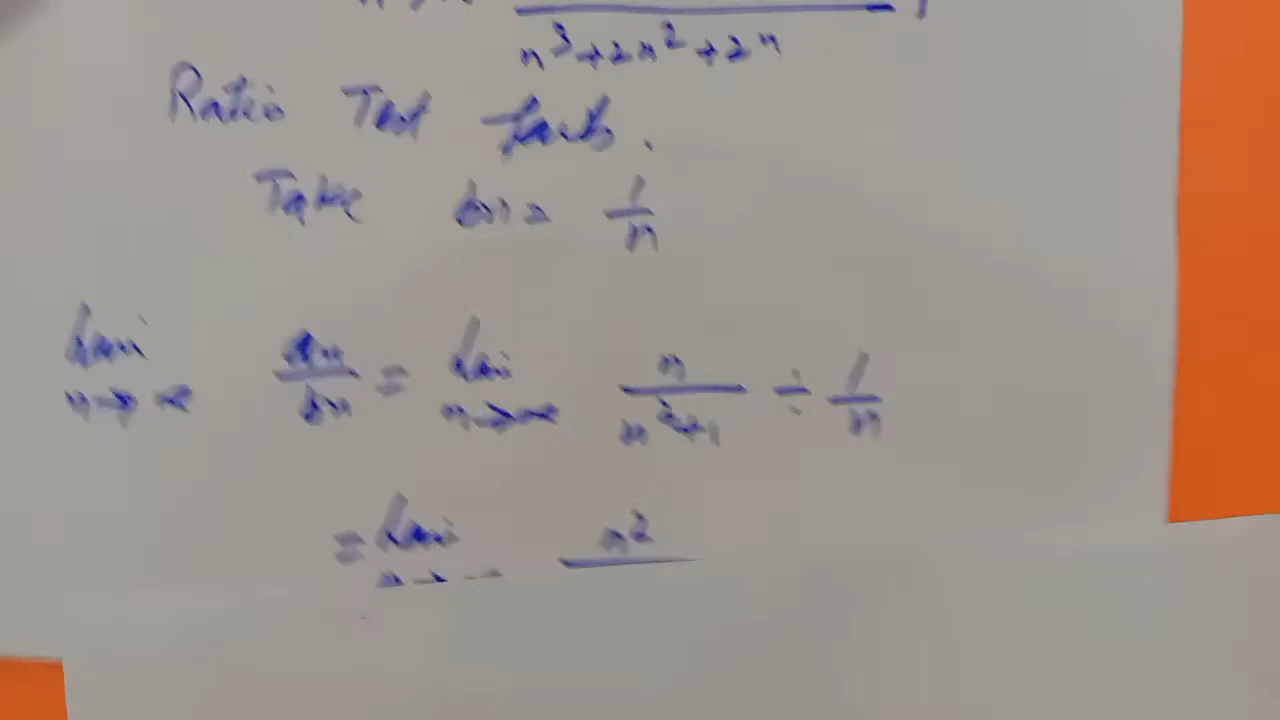 n³+2n²+2n
Ratio Test fails.
Take bn = 1/n
Lim n→∞ an/bn = Lim n→∞ n/n²+1 ÷ 1/n
= Lim n→ n²